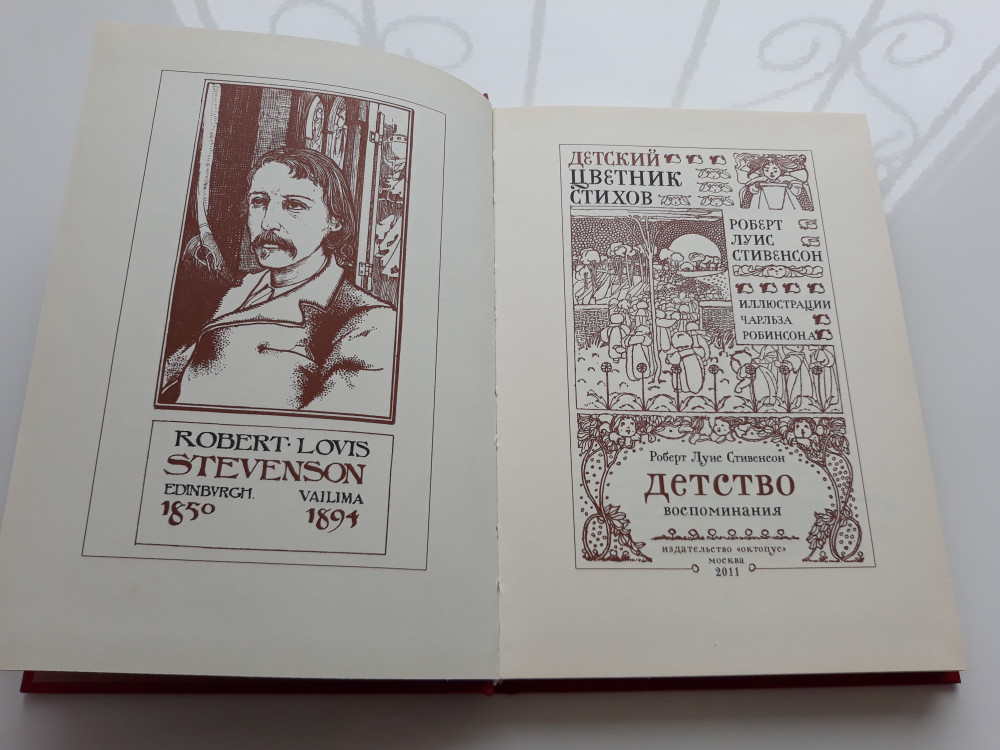 ROBERT · LOVIS
STEVENSON
EDINBVRGH. VAILIMA
1850 1894
ДЕТСКИЙ
ЦВЕТНИК
СТИХОВ
РОБЕРТ
ЛУИС
СТИВЕНСОН
ИЛЛЮСТРАЦИИ
ЧАРЛЬЗА
РОБИНСОНА
Роберт Луис Стивенсон
ДЕТСТВО
ВОСПОМИНАНИЯ
ИЗДАТЕЛЬСТВО «ОКТОПУС»
МОСКВА
2011